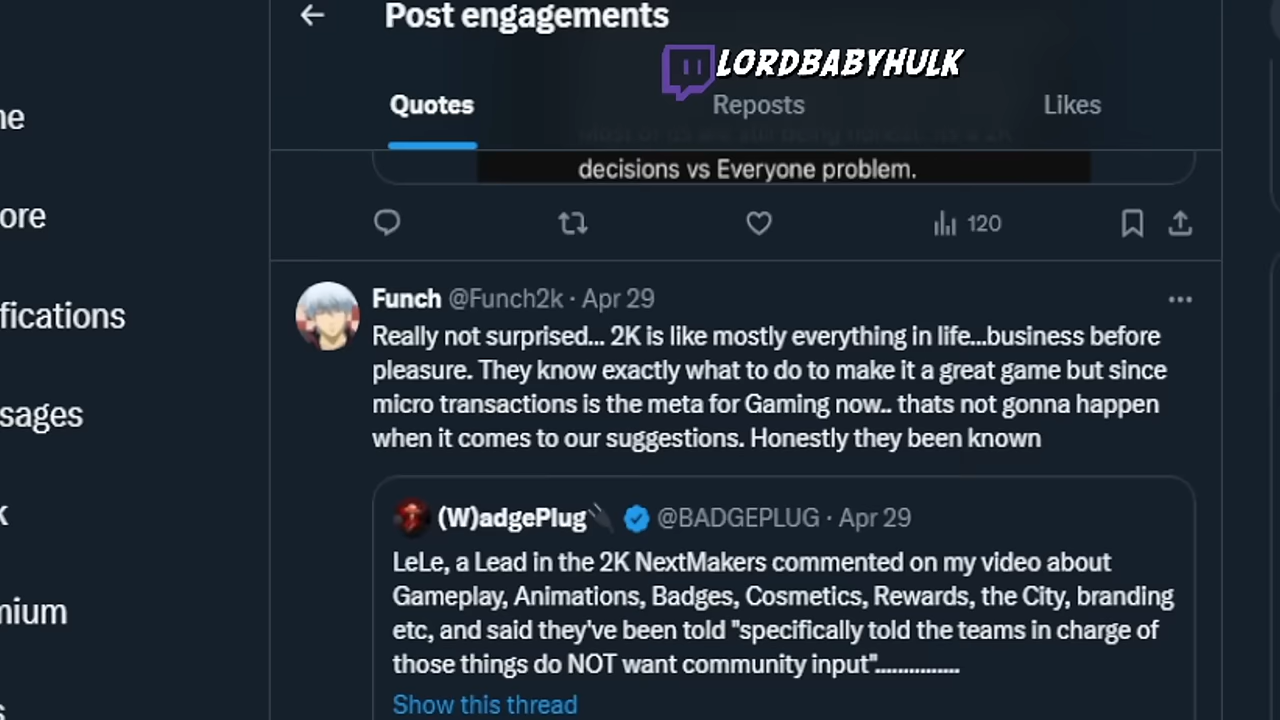 Post engagements
LORDBABYHULK
Quotes
Reposts
Likes
decisions vs Everyone problem.
120
Funch @Funch2k · Apr 29
Really not surprised... 2K is like mostly everything in life...business before
pleasure. They know exactly what to do to make it a great game but since
micro transactions is the meta for Gaming now.. thats not gonna happen
when it comes to our suggestions. Honestly they been known
(W)adgePlug @BADGEPLUG · Apr 29
LeLe, a Lead in the 2K NextMakers commented on my video about
Gameplay, Animations, Badges, Cosmetics, Rewards, the City, branding
etc, and said they've been told "specifically told the teams in charge of
those things do NOT want community input"...............
Show this thread
ne
ore
fications
sages
k
nium
s